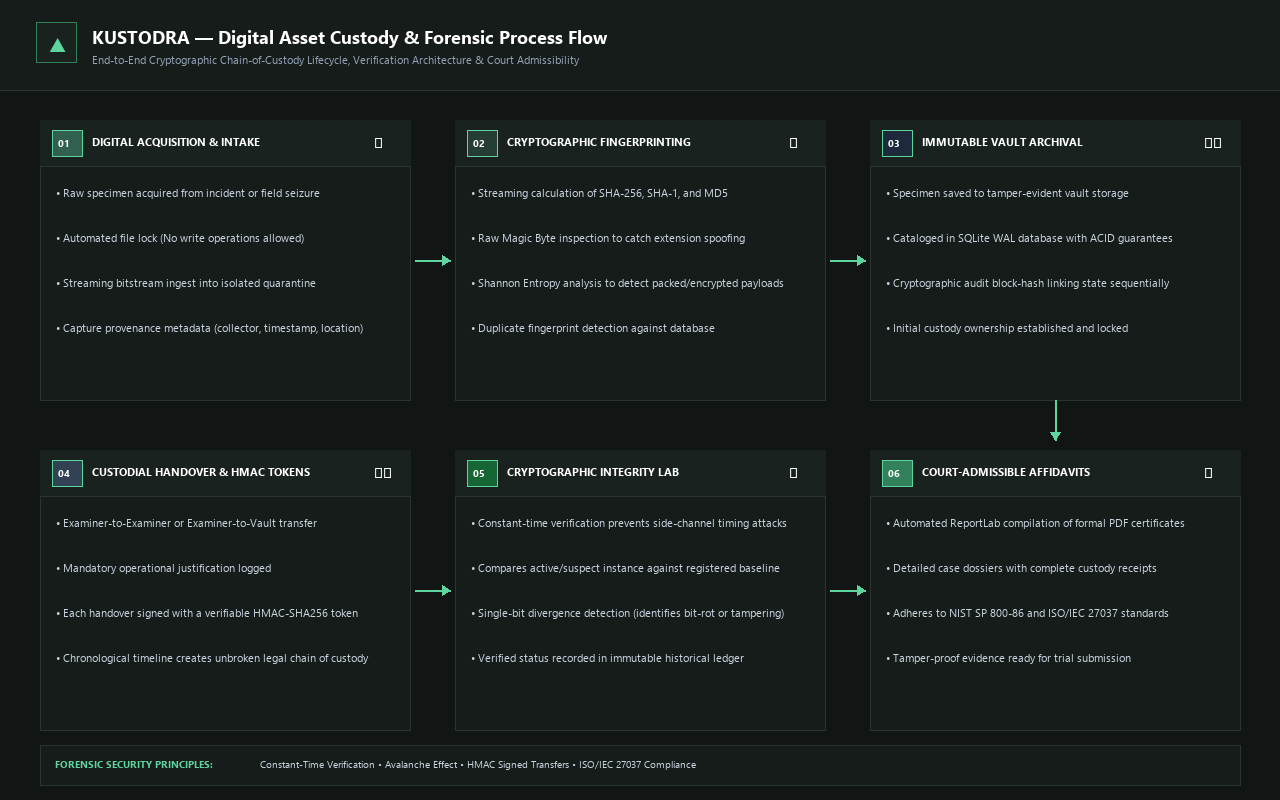 KUSTODRA — Digital Asset Custody & Forensic Process Flow
End-to-End Cryptographic Chain-of-Custody Lifecycle, Verification Architecture & Court Admissibility
01 DIGITAL ACQUISITION & INTAKE
• Raw specimen acquired from incident or field seizure
• Automated file lock (No write operations allowed)
• Streaming bitstream ingest into isolated quarantine
• Capture provenance metadata (collector, timestamp, location)
02 CRYPTOGRAPHIC FINGERPRINTING
• Streaming calculation of SHA-256, SHA-1, and MD5
• Raw Magic Byte inspection to catch extension spoofing
• Shannon Entropy analysis to detect packed/encrypted payloads
• Duplicate fingerprint detection against database
03 IMMUTABLE VAULT ARCHIVAL
• Specimen saved to tamper-evident vault storage
• Cataloged in SQLite WAL database with ACID guarantees
• Cryptographic audit block-hash linking state sequentially
• Initial custody ownership established and locked
04 CUSTODIAL HANDOVER & HMAC TOKENS
• Examiner-to-Examiner or Examiner-to-Vault transfer
• Mandatory operational justification logged
• Each handover signed with a verifiable HMAC-SHA256 token
• Chronological timeline creates unbroken legal chain of custody
05 CRYPTOGRAPHIC INTEGRITY LAB
• Constant-time verification prevents side-channel timing attacks
• Compares active/suspect instance against registered baseline
• Single-bit divergence detection (identifies bit-rot or tampering)
• Verified status recorded in immutable historical ledger
06 COURT-ADMISSIBLE AFFIDAVITS
• Automated ReportLab compilation of formal PDF certificates
• Detailed case dossiers with complete custody receipts
• Adheres to NIST SP 800-86 and ISO/IEC 27037 standards
• Tamper-proof evidence ready for trial submission
FORENSIC SECURITY PRINCIPLES: Constant-Time Verification • Avalanche Effect • HMAC Signed Transfers • ISO/IEC 27037 Compliance